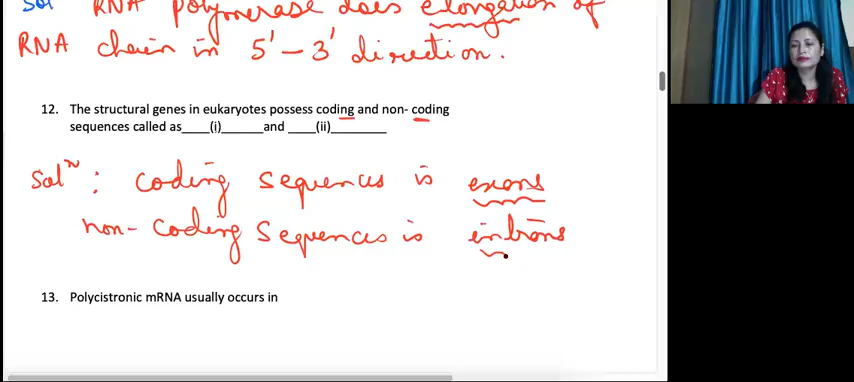 Sol RNA polymerase does elongation of
RNA chain in 5' - 3' direction.
12. The structural genes in eukaryotes possess coding and non- coding
sequences called as____(i)______and ____(ii)________
Solⁿ : coding sequences is exons
non- coding sequences is introns
13. Polycistronic mRNA usually occurs in